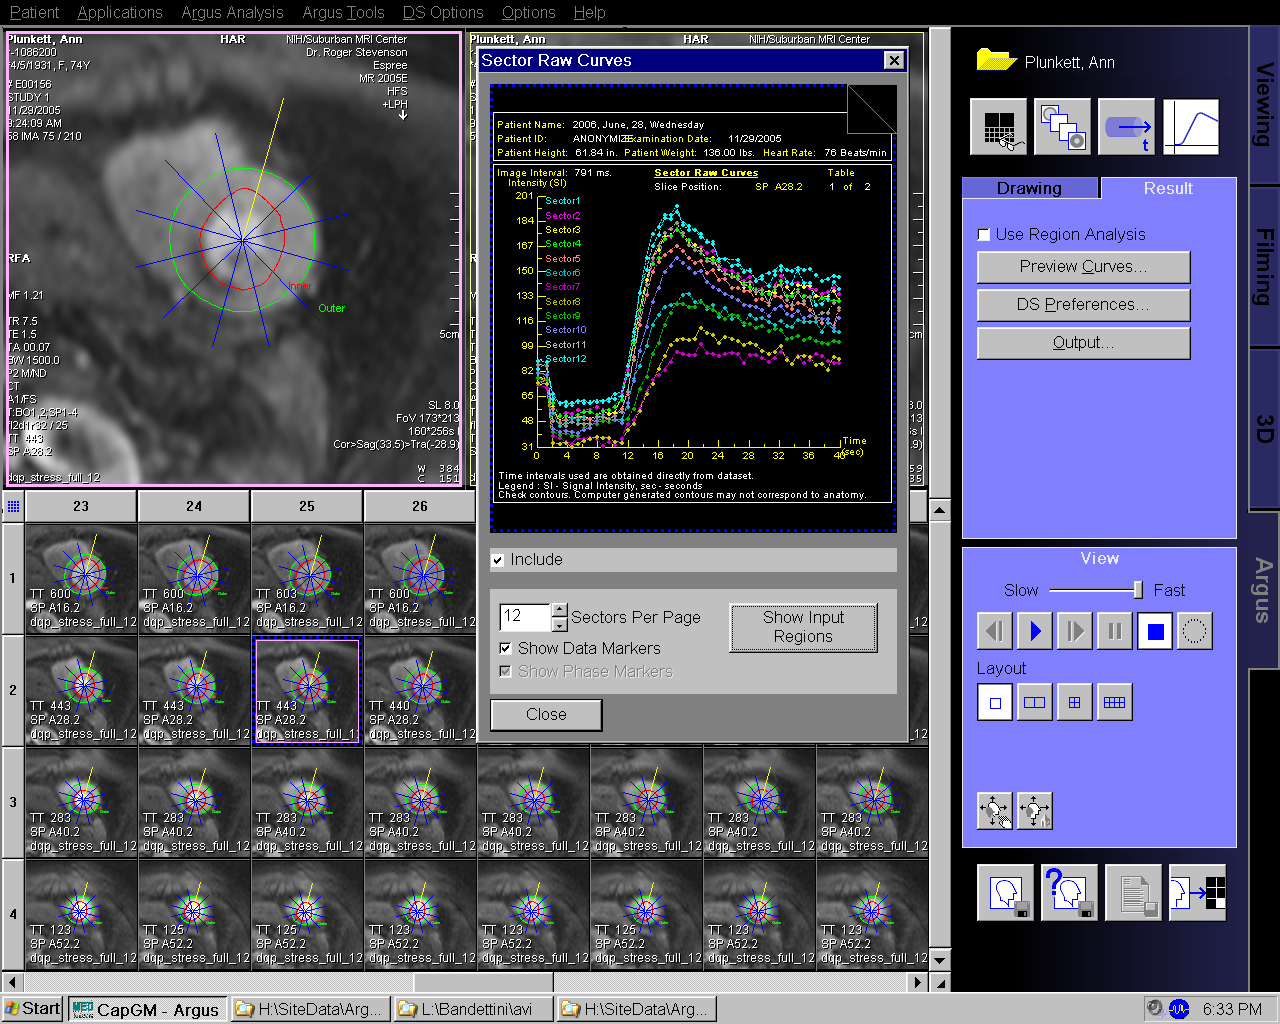 Patient Applications Argus Analysis Argus Tools DS Options Options Help
Plunkett, Ann HAR NIH/Suburban MRI Center
-1086200 Dr. Roger Stevenson
4/5/1931, F, 74Y Espree
MR 2005E
# E00156 HFS
STUDY 1 +LPH
11/29/2005
9:24:09 AM
58 IMA 75 / 210
RFA
MF 1.21
TR 7.5
TE 1.5
TA 00.07
BW 1500.0
P2 M/ND
CT
A1/FS
T:BO1,2;SP1-4
fl2d1r32 / 25
TT 443
SP A28.2
dqp_stress_full_12
Inner
Outer
5cm
SL 8.0
FoV 173*213
160*256s
Cor>Sag(33.5)>Tra(-28.9)
W 384
C 151
Plunkett, Ann HAR NIH/Suburban MRI Center
Sector Raw Curves
Patient Name: 2006, June, 28, Wednesday
Patient ID: ANONYMIZE Examination Date: 11/29/2005
Patient Height: 61.84 in. Patient Weight: 136.00 lbs. Heart Rate: 76 Beats/min
Image Interval: 791 ms. Sector Raw Curves Table
Intensity (SI) Slice Position: SP A28.2 1 of 2
201
184
167
150
133
116
99
82
65
48
31
Sector1
Sector2
Sector3
Sector4
Sector5
Sector6
Sector7
Sector8
Sector9
Sector10
Sector11
Sector12
0 4 8 12 16 20 24 28 32 36 40
Time
(sec)
Time intervals used are obtained directly from dataset.
Legend : SI - Signal Intensity, sec - seconds
Check contours. Computer generated contours may not correspond to anatomy.
Include
12 Sectors Per Page
Show Data Markers
Show Phase Markers
Show Input
Regions
Close
23 24 25 26
1
TT 600 TT 600 TT 603 TT 600
SP A16.2 SP A16.2 SP A16.2 SP A16.2
dqp_stress_full_12 dqp_stress_full_12 dqp_stress_full_12 dqp_stress_full_12
2
TT 443 TT 443 TT 443 TT 440
SP A28.2 SP A28.2 SP A28.2 SP A28.2
dqp_stress_full_12 dqp_stress_full_12 dqp_stress_full_1 dqp_stress_full_12
3
TT 283 TT 283 TT 283 TT 283 TT 283 TT 283 TT 283 TT 283
SP A40.2 SP A40.2 SP A40.2 SP A40.2 SP A40.2 SP A40.2 SP A40.2 SP A40.2
dqp_stress_full_12 dqp_stress_full_12 dqp_stress_full_12 dqp_stress_full_12 dqp_stress_full_12 dqp_stress_full_12 dqp_stress_full_12 dqp_stress_full_12
4
TT 123 TT 125 TT 123 TT 125 TT 123 TT 123 TT 123 TT 123
SP A52.2 SP A52.2 SP A52.2 SP A52.2 SP A52.2 SP A52.2 SP A52.2 SP A52.2
dqp_stress_full_12 dqp_stress_full_12 dqp_stress_full_12 dqp_stress_full_12 dqp_stress_full_12 dqp_stress_full_12 dqp_stress_full_12 dqp_stress_full_12
Plunkett, Ann
t
Drawing Result
Use Region Analysis
Preview Curves...
DS Preferences...
Output...
View
Slow Fast
Layout
?
Viewing
Filming
3D
Argus
Start MED CapGM - Argus H:\SiteData\Arg... L:\Bandettini\avi H:\SiteData\Arg... 6:33 PM